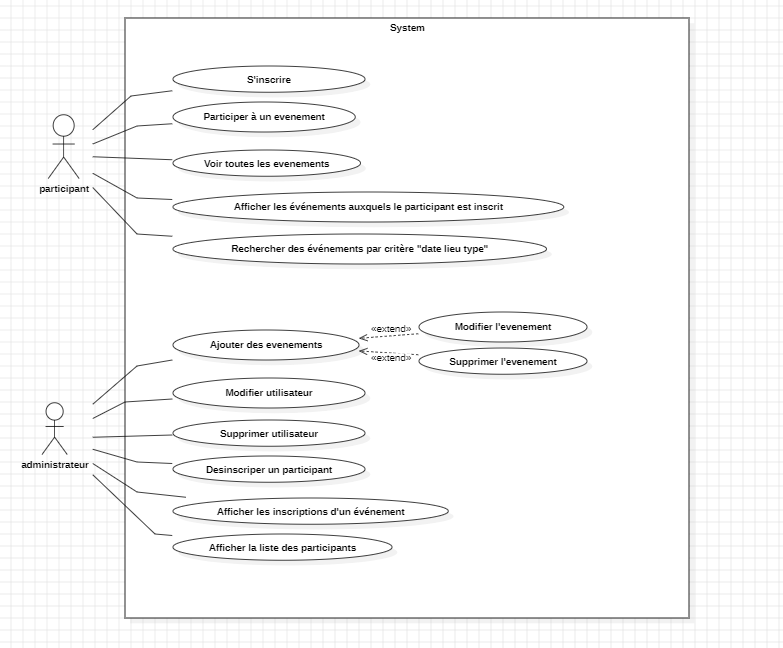 System
S'inscrire
Participer à un evenement
Voir toutes les evenements
participant
Afficher les événements auxquels le participant est inscrit
Rechercher des événements par critère "date lieu type"
«extend»
Modifier l'evenement
Ajouter des evenements
«extend»
Supprimer l'evenement
Modifier utilisateur
Supprimer utilisateur
administrateur
Desinscriper un participant
Afficher les inscriptions d'un événement
Afficher la liste des participants